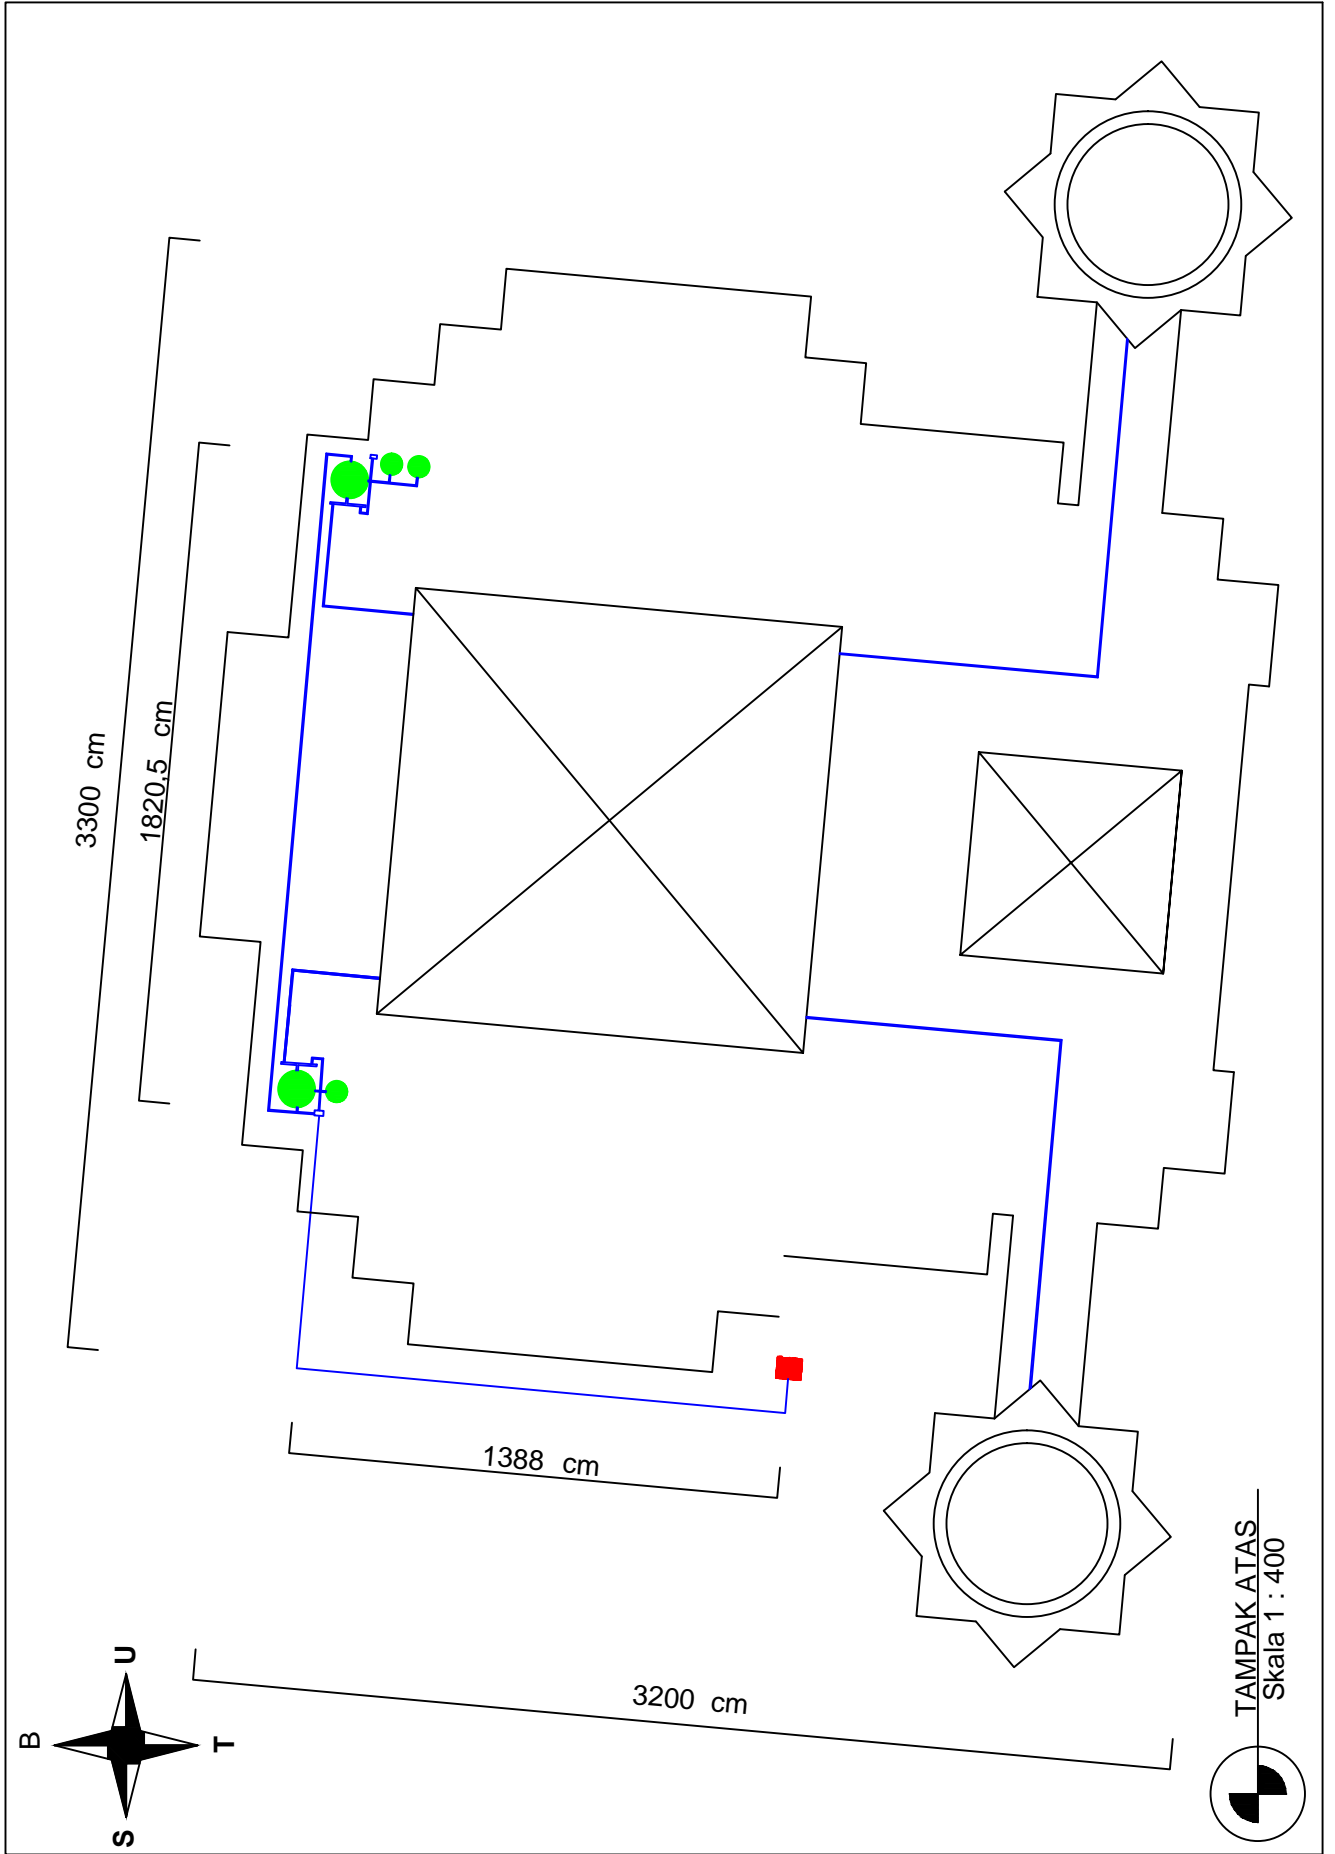 3300 cm
1820,5 cm
1388 cm
3200 cm
B
U
T
S
TAMPAK ATAS
Skala 1 : 400